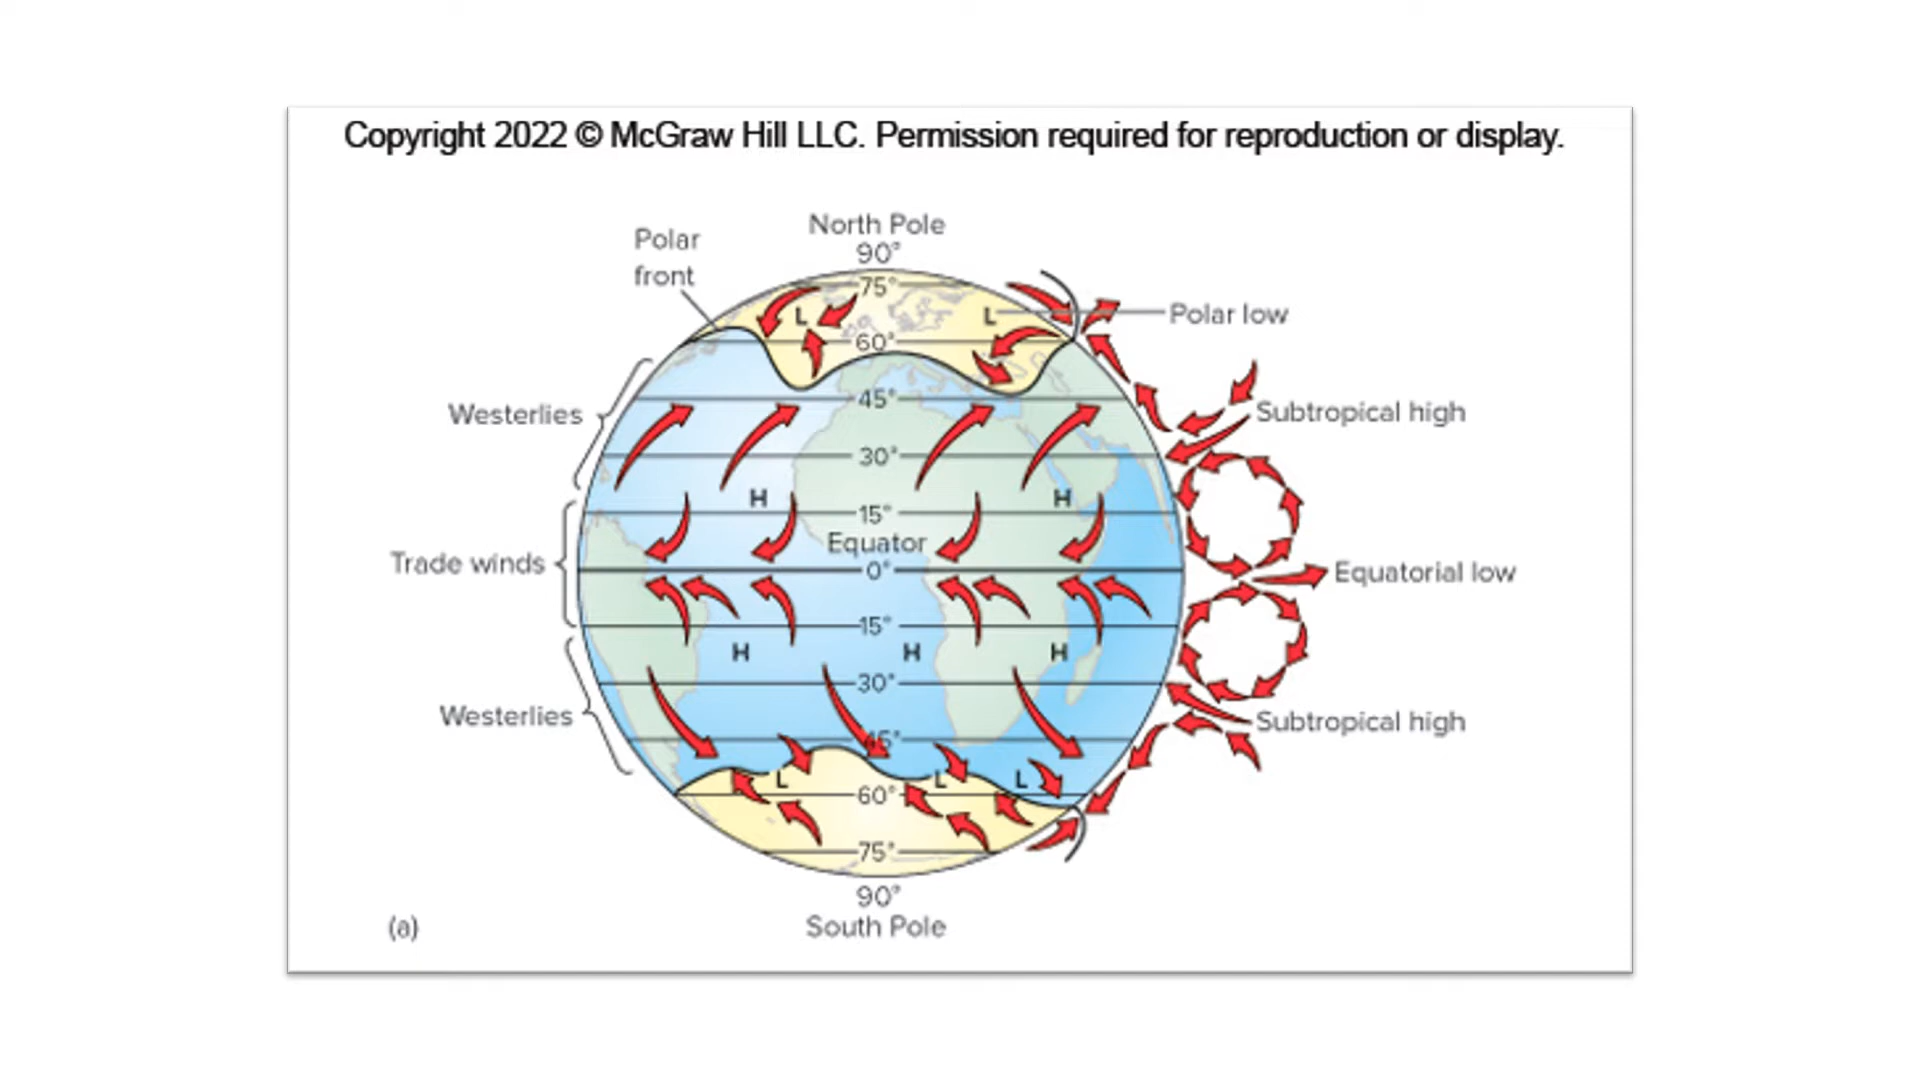 Copyright 2022 © McGraw Hill LLC. Permission required for reproduction or display.
North Pole
90°
Polar
front
75°
L
L
Polar low
60°
Westerlies
45°
Subtropical high
30°
H
H
15°
Trade winds
Equator
0°
Equatorial low
15°
H
H
H
30°
Westerlies
Subtropical high
45°
L
L
L
60°
75°
90°
South Pole
(a)